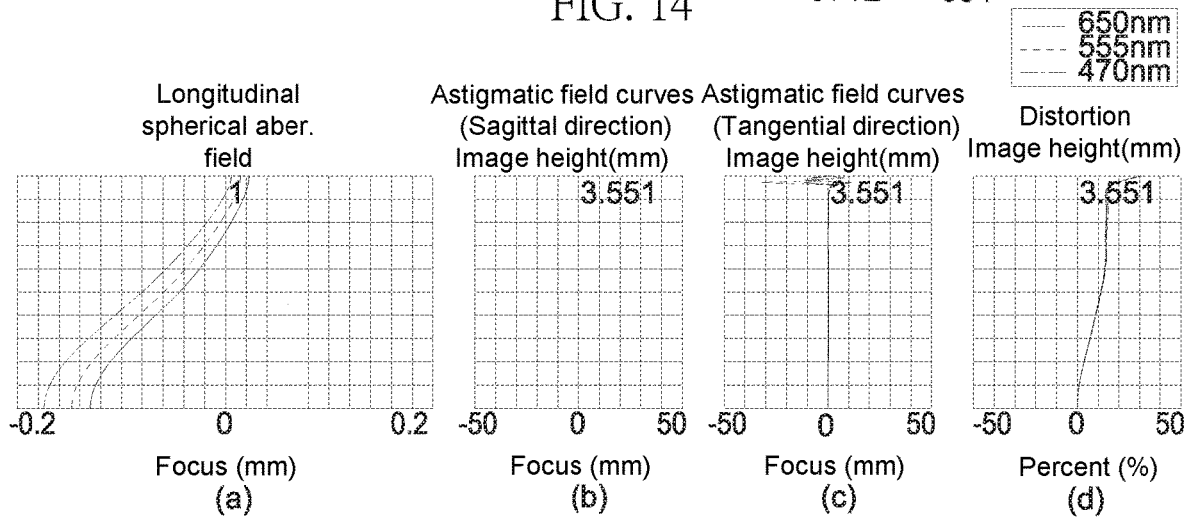 FIG. 14
650nm
555nm
470nm
Longitudinal
spherical aber.
field
1
-0.2
0
0.2
Focus (mm)
(a)
Astigmatic field curves
(Sagittal direction)
Image height(mm)
3.551
-50
0
50
Focus (mm)
(b)
Astigmatic field curves
(Tangential direction)
Image height(mm)
3.551
-50
0
50
Focus (mm)
(c)
Distortion
Image height(mm)
3.551
-50
0
50
Percent (%)
(d)